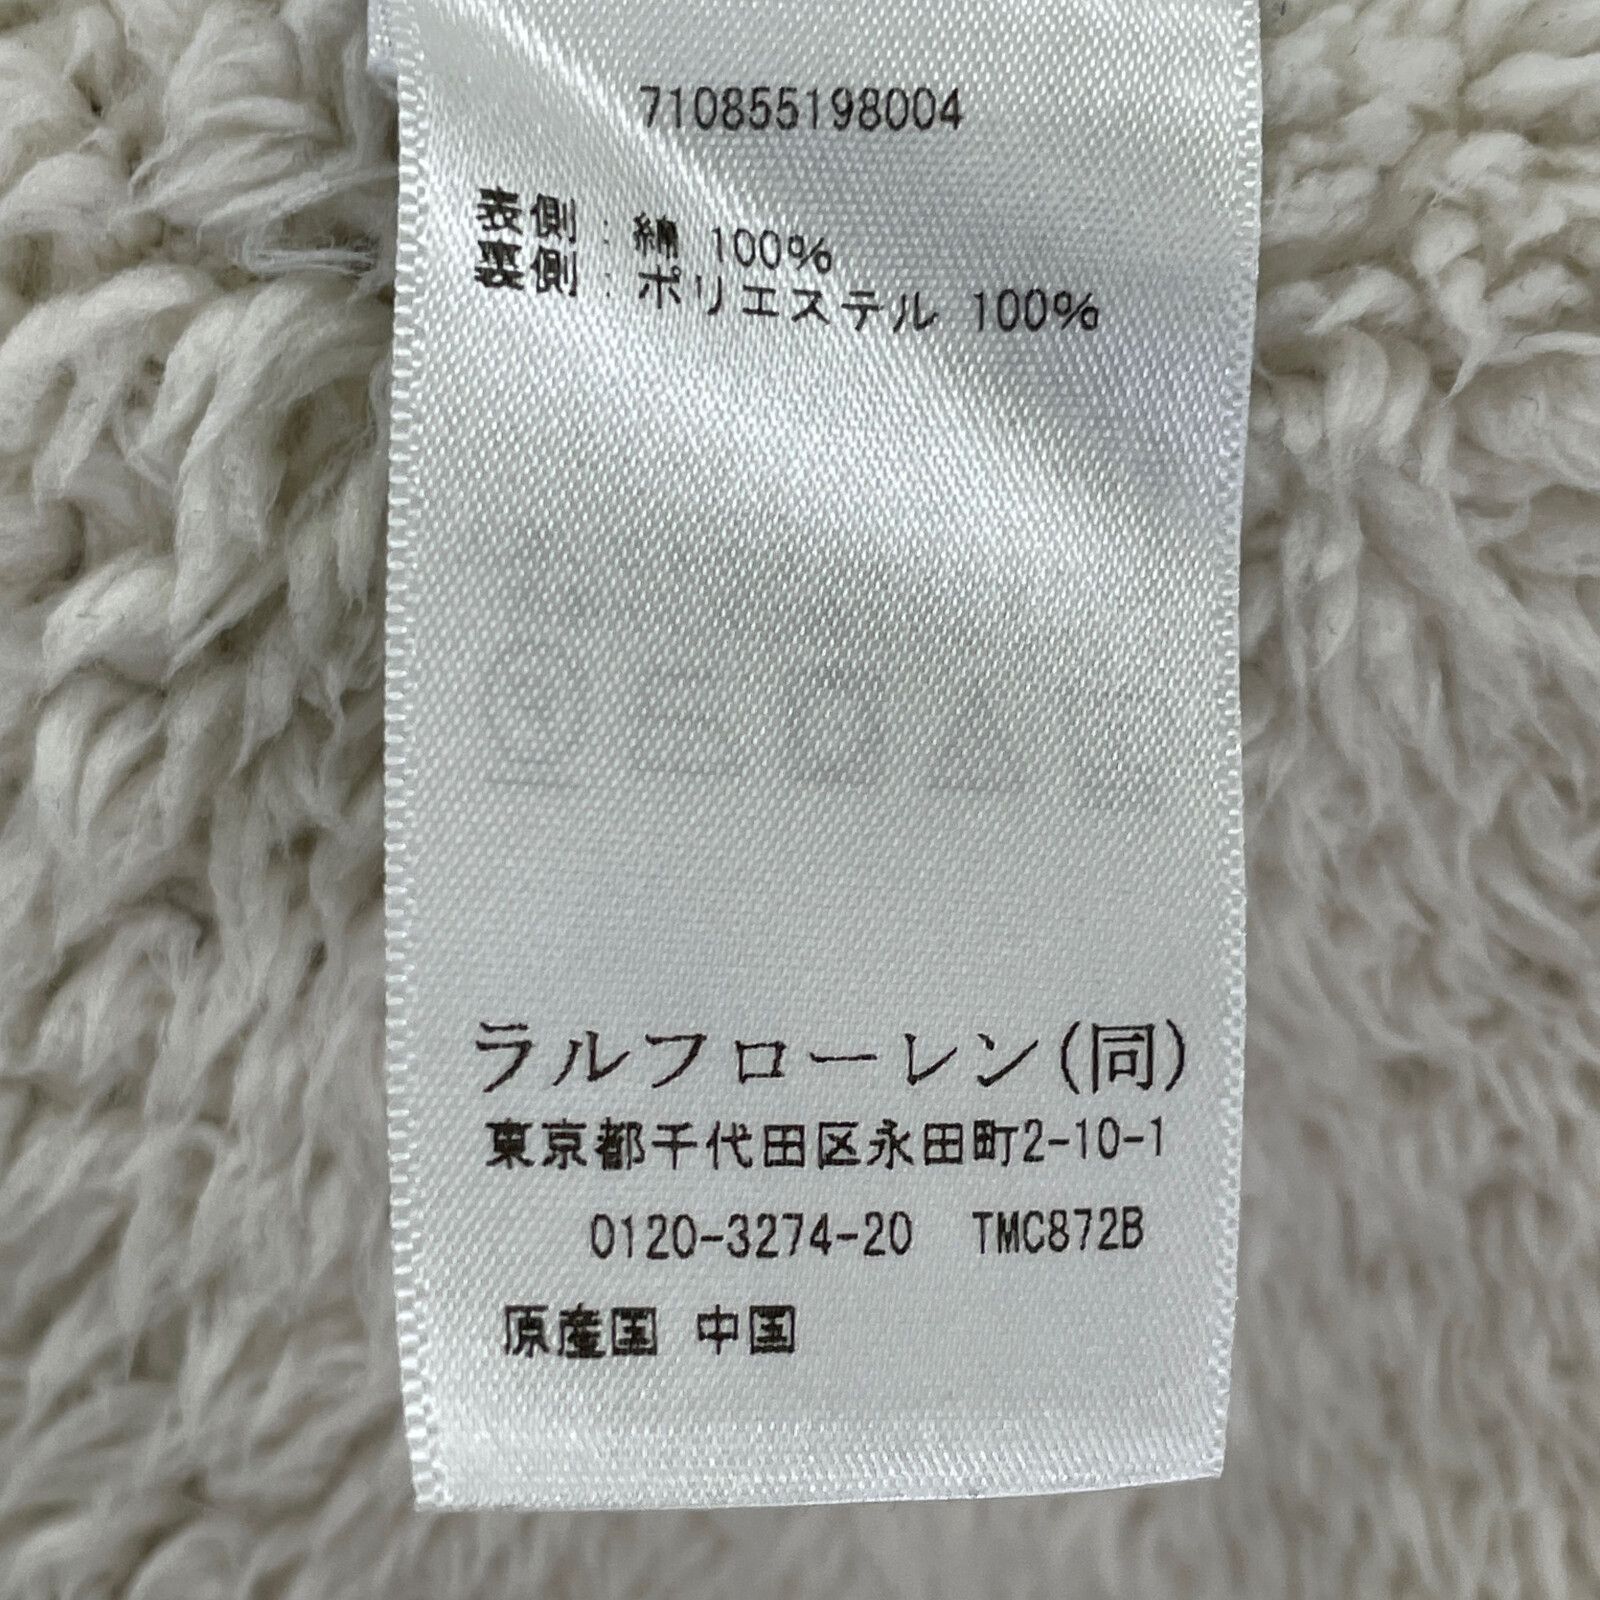 710855198004
表側 : 綿 100%
裏側 : ポリエステル 100%
ラルフローレン(同)
東京都千代田区永田町2-10-1
0120-3274-20 TMC872B
原産国 中国